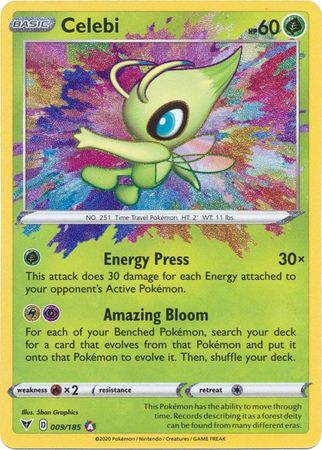 BASIC Celebi HP60
NO. 251 Time Travel Pokémon HT: 2' WT: 11 lbs.
Energy Press 30×
This attack does 30 damage for each Energy attached to
your opponent's Active Pokémon.
Amazing Bloom
For each of your Benched Pokémon, search your deck
for a card that evolves from that Pokémon and put it
onto that Pokémon to evolve it. Then, shuffle your deck.
weakness ×2 resistance retreat
Illus. 5ban Graphics
D 009/185
This Pokémon has the ability to move through
time. Records describing it as a forest deity
can be found from many different eras.
©2020 Pokémon / Nintendo / Creatures / GAME FREAK